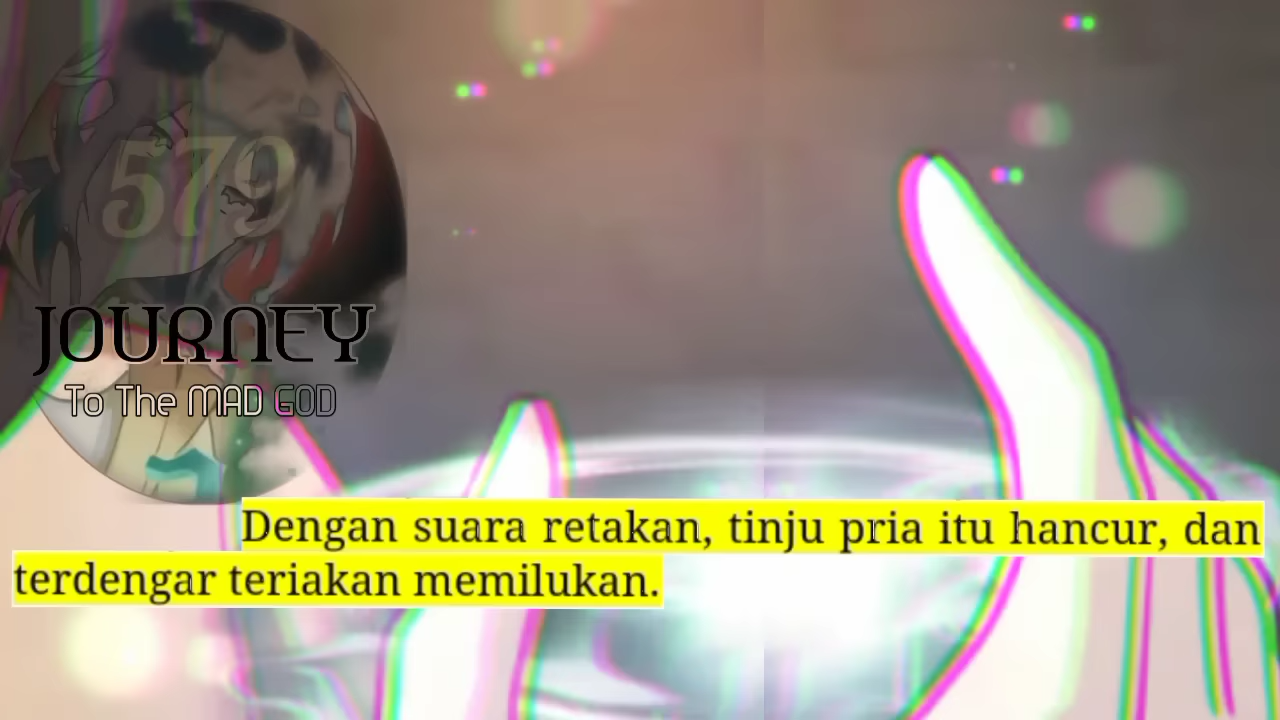 579
JOURNEY
To The MAD GOD
Dengan suara retakan, tinju pria itu hancur, dan
terdengar teriakan memilukan.